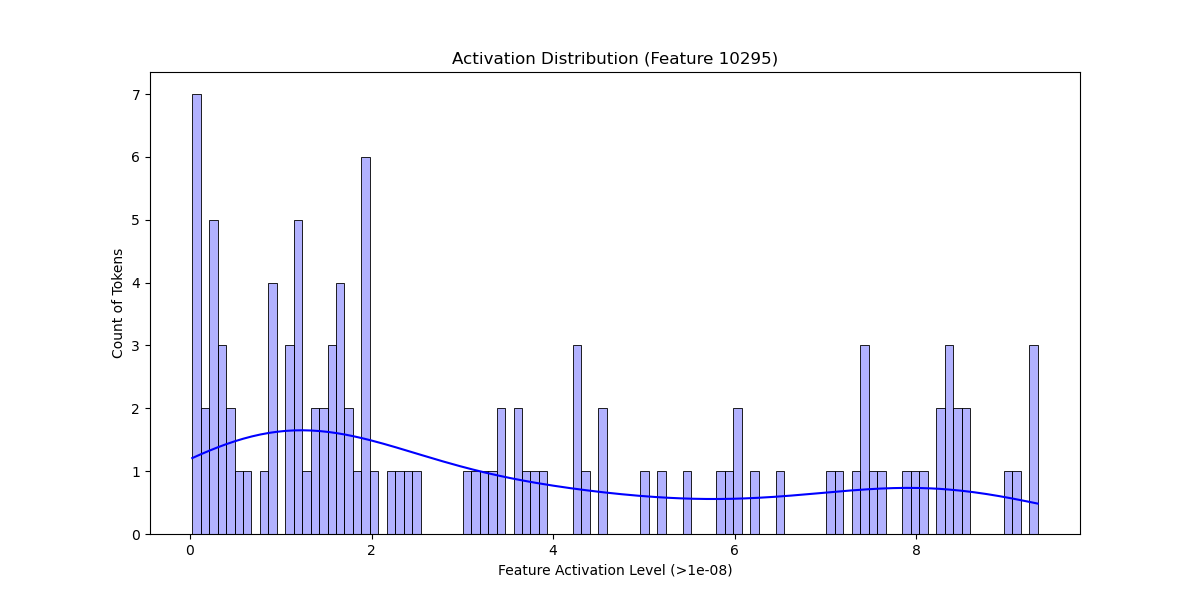 Activation Distribution (Feature 10295)
7
6
5
4
3
2
1
0
Count of Tokens
0 2 4 6 8
Feature Activation Level (>1e-08)